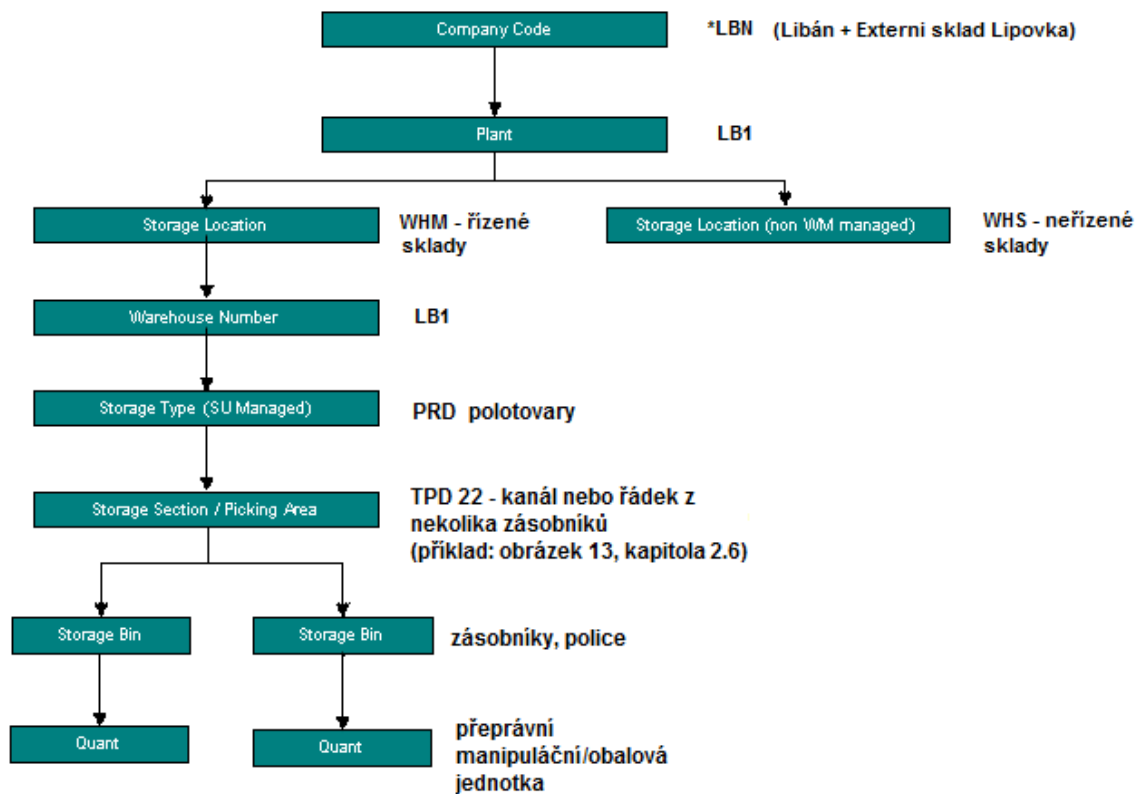 Company Code
*LBN (Libán + Externi sklad Lipovka)
Plant
LB1
Storage Location
WHM - řízené
sklady
Storage Location (non WM managed)
WHS - neřízené
sklady
Warehouse Number
LB1
Storage Type (SU Managed)
PRD polotovary
Storage Section / Picking Area
TPD 22 - kanál nebo řádek z
nekolika zásobníků
(příklad: obrázek 13, kapitola 2.6)
Storage Bin
Storage Bin
zásobníky, police
Quant
Quant
přeprávní
manipuláční/obalová
jednotka